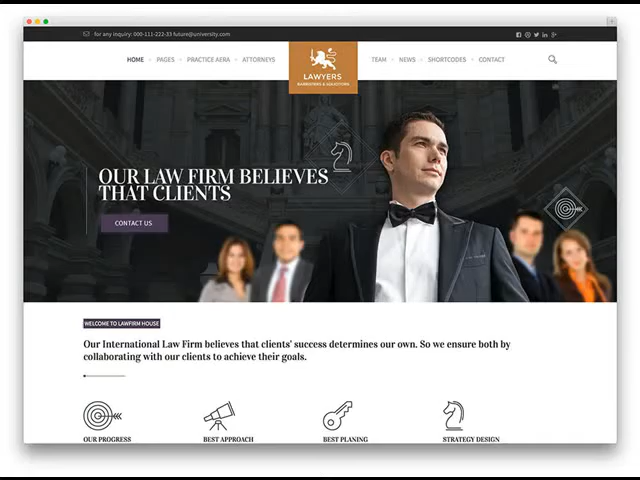 for any inquiry: 000-111-222-33 future@university.com
HOME PAGES PRACTICE AERA ATTORNEYS
LAWYERS
BARRISTERS & SOLICITORS
TEAM NEWS SHORTCODES CONTACT
OUR LAW FIRM BELIEVES
THAT CLIENTS
CONTACT US
WELCOME TO LAWFIRM HOUSE
Our International Law Firm believes that clients' success determines our own. So we ensure both by
collaborating with our clients to achieve their goals.
OUR PROGRESS BEST APPROACH BEST PLANING STRATEGY DESIGN